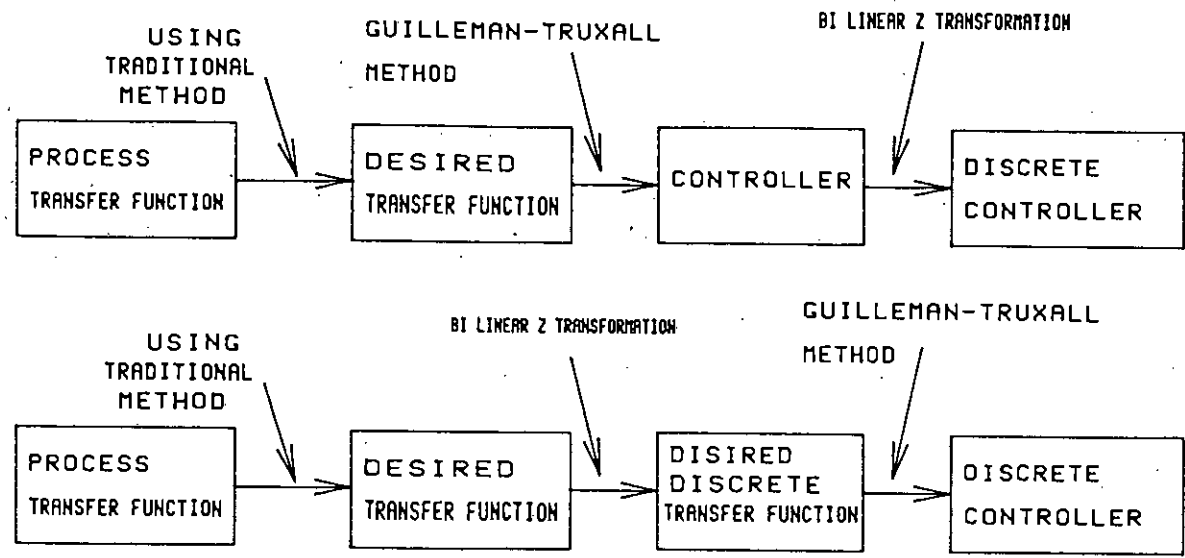 USING
TRADITIONAL
METHOD
GUILLEMAN-TRUXALL
METHOD
BI LINEAR Z TRANSFORMATION
PROCESS
TRANSFER FUNCTION
DESIRED
TRANSFER FUNCTION
CONTROLLER
DISCRETE
CONTROLLER
USING
TRADITIONAL
METHOD
BI LINEAR Z TRANSFORMATION
GUILLEMAN-TRUXALL
METHOD
PROCESS
TRANSFER FUNCTION
DESIRED
TRANSFER FUNCTION
DISIRED
DISCRETE
TRANSFER FUNCTION
DISCRETE
CONTROLLER